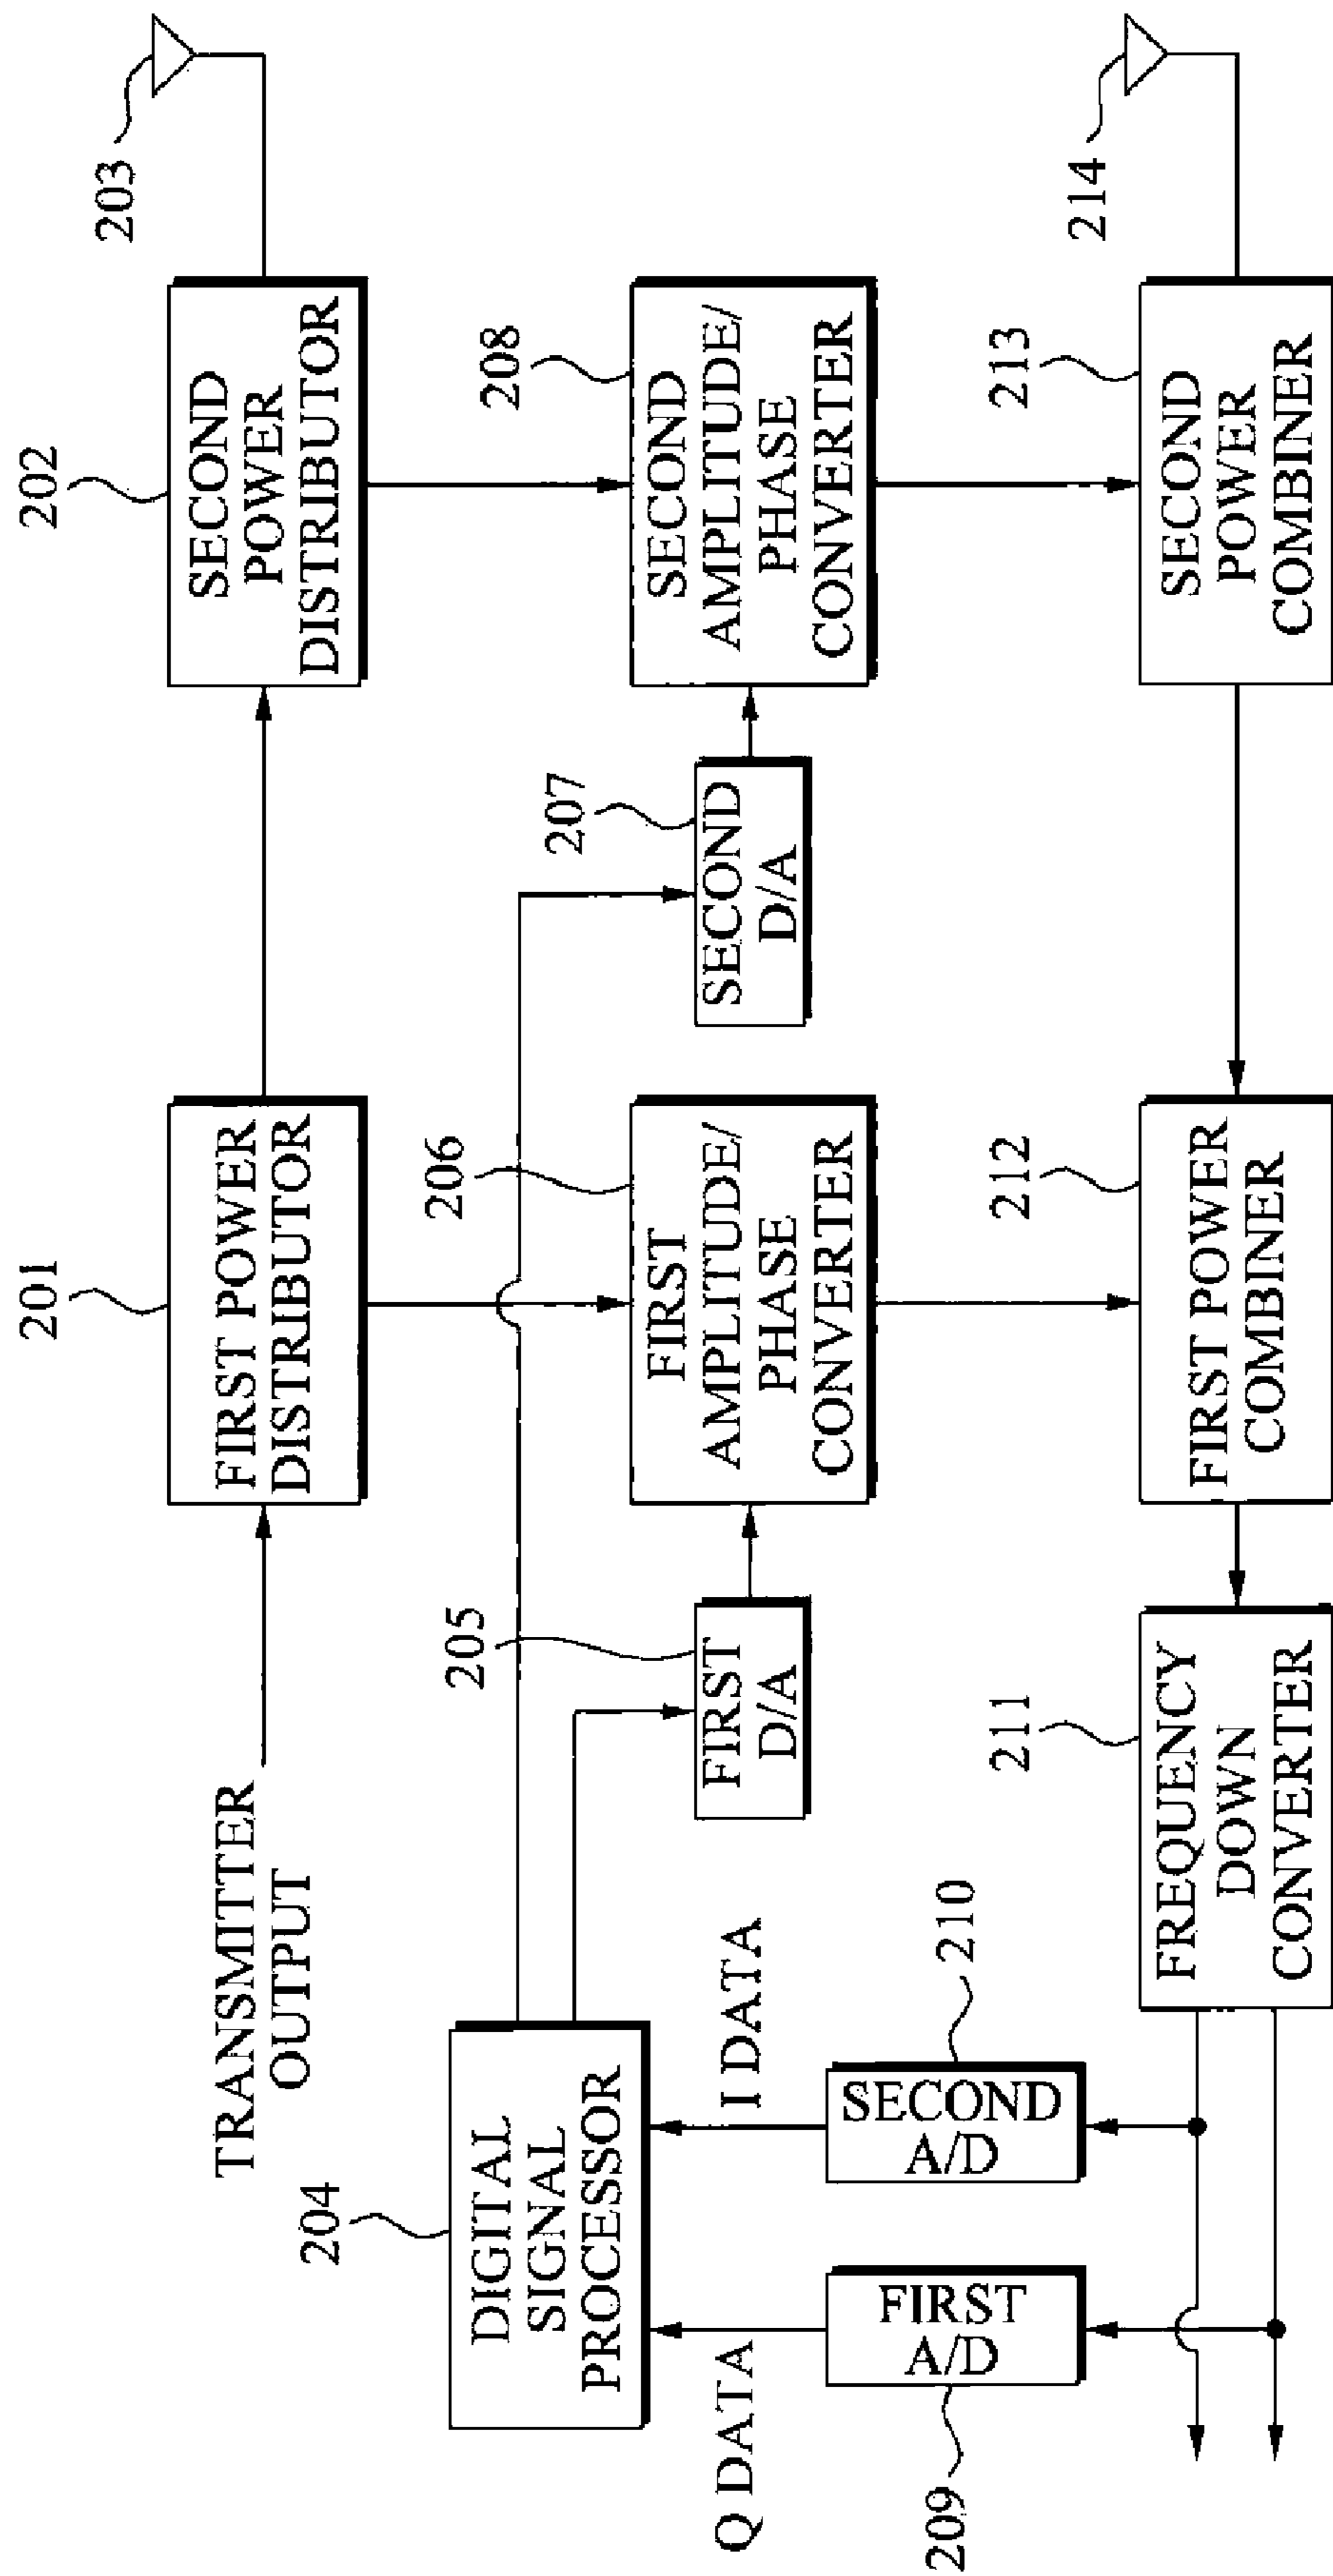 203
214
202
SECOND
POWER
DISTRIBUTOR
208
SECOND
AMPLITUDE/
PHASE
CONVERTER
213
SECOND
POWER
COMBINER
207
SECOND
D/A
201
FIRST POWER
DISTRIBUTOR
206
FIRST
AMPLITUDE/
PHASE
CONVERTER
212
FIRST POWER
COMBINER
205
FIRST
D/A
211
FREQUENCY
DOWN
CONVERTER
TRANSMITTER
OUTPUT
204
DIGITAL
SIGNAL
PROCESSOR
I DATA
210
SECOND
A/D
Q DATA
FIRST
A/D
209